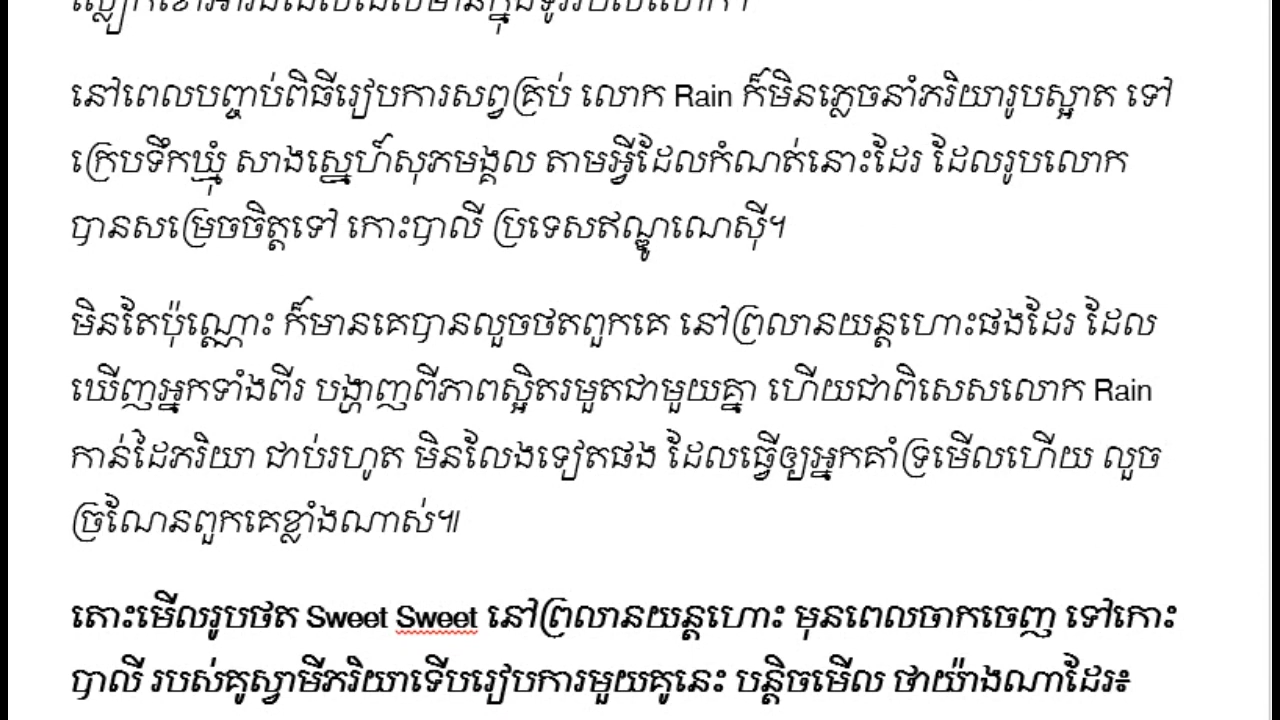 នៅពេលបញ្ចប់ពិធីរៀបការសព្វគ្រប់ លោក Rain ក៏មិនភ្លេចនាំភរិយារូបស្អាត ទៅ
ក្រេបទឹកឃ្មុំ សាងស្នេហ៍សុភមង្គល តាមអ្វីដែលកំណត់នោះដែរ ដែលរូបលោក
បានសម្រេចចិត្តទៅ កោះបាលី ប្រទេសឥណ្ឌូណេស៊ី។
មិនតែប៉ុណ្ណោះ ក៏មានគេបានលួចថតពួកគេ នៅព្រលានយន្តហោះផងដែរ ដែល
ឃើញអ្នកទាំងពីរ បង្ហាញពីភាពស្អិតរមួតជាមួយគ្នា ហើយជាពិសេសលោក Rain
កាន់ដៃភរិយា ជាប់រហូត មិនលែងទៀតផង ដែលធ្វើឲ្យអ្នកគាំទ្រមើលហើយ លួច
ច្រណែនពួកគេខ្លាំងណាស់៕
តោះមើលរូបថត Sweet Sweet នៅព្រលានយន្តហោះ មុនពេលចាកចេញ ទៅកោះ
បាលី របស់គូស្វាមីភរិយាទើបរៀបការមួយគូនេះ បន្តិចមើល ថាយ៉ាងណាដែរ៖